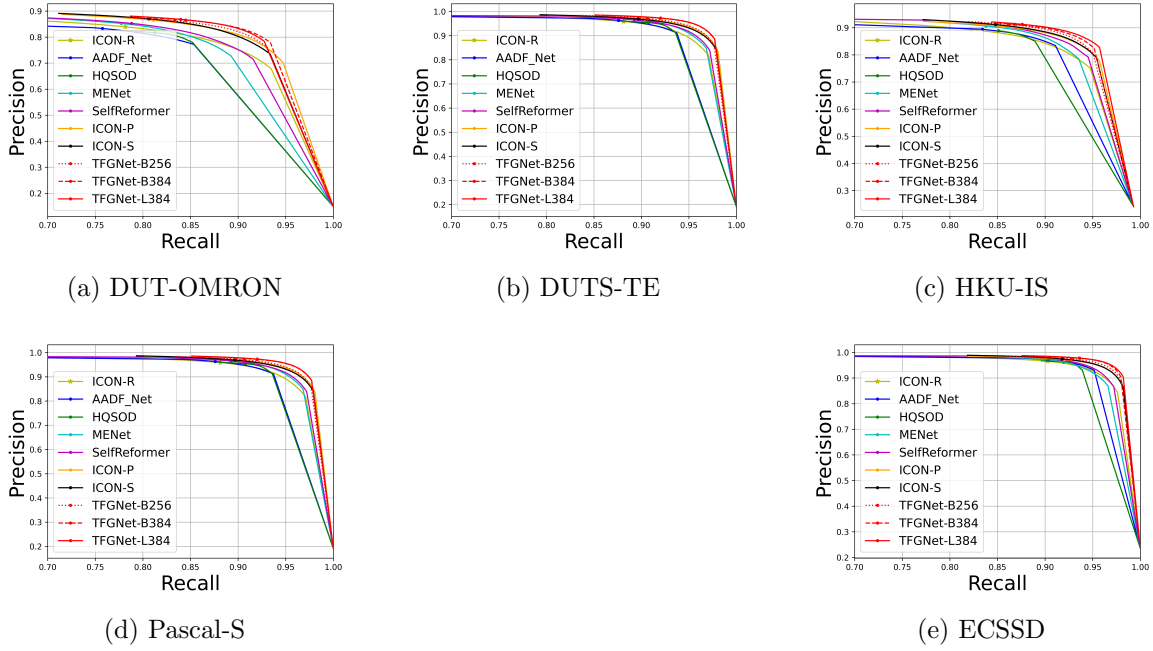 0.9
0.8
0.7
0.6
0.5
0.4
0.3
0.2
Precision
ICON-R
AADF_Net
HQSOD
MENet
SelfReformer
ICON-P
ICON-S
TFGNet-B256
TFGNet-B384
TFGNet-L384
0.70 0.75 0.80 0.85 0.90 0.95 1.00
Recall
(a) DUT-OMRON
1.0
0.9
0.8
0.7
0.6
0.5
0.4
0.3
0.2
Precision
ICON-R
AADF_Net
HQSOD
MENet
SelfReformer
ICON-P
ICON-S
TFGNet-B256
TFGNet-B384
TFGNet-L384
0.70 0.75 0.80 0.85 0.90 0.95 1.00
Recall
(b) DUTS-TE
0.9
0.8
0.7
0.6
0.5
0.4
0.3
Precision
ICON-R
AADF_Net
HQSOD
MENet
SelfReformer
ICON-P
ICON-S
TFGNet-B256
TFGNet-B384
TFGNet-L384
0.70 0.75 0.80 0.85 0.90 0.95 1.00
Recall
(c) HKU-IS
1.0
0.9
0.8
0.7
0.6
0.5
0.4
0.3
0.2
Precision
ICON-R
AADF_Net
HQSOD
MENet
SelfReformer
ICON-P
ICON-S
TFGNet-B256
TFGNet-B384
TFGNet-L384
0.70 0.75 0.80 0.85 0.90 0.95 1.00
Recall
(d) Pascal-S
1.0
0.9
0.8
0.7
0.6
0.5
0.4
0.3
0.2
Precision
ICON-R
AADF_Net
HQSOD
MENet
SelfReformer
ICON-P
ICON-S
TFGNet-B256
TFGNet-B384
TFGNet-L384
0.70 0.75 0.80 0.85 0.90 0.95 1.00
Recall
(e) ECSSD